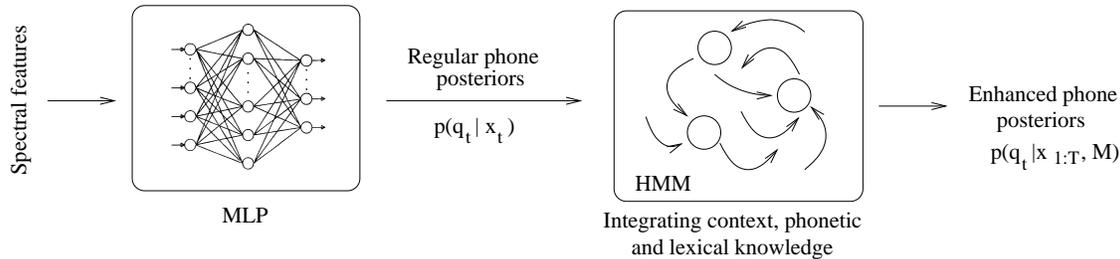 Spectral features
MLP
Regular phone
posteriors
p(q_t | x_t)
HMM
Integrating context, phonetic
and lexical knowledge
Enhanced phone
posteriors
p(q_t |x_1:T, M)